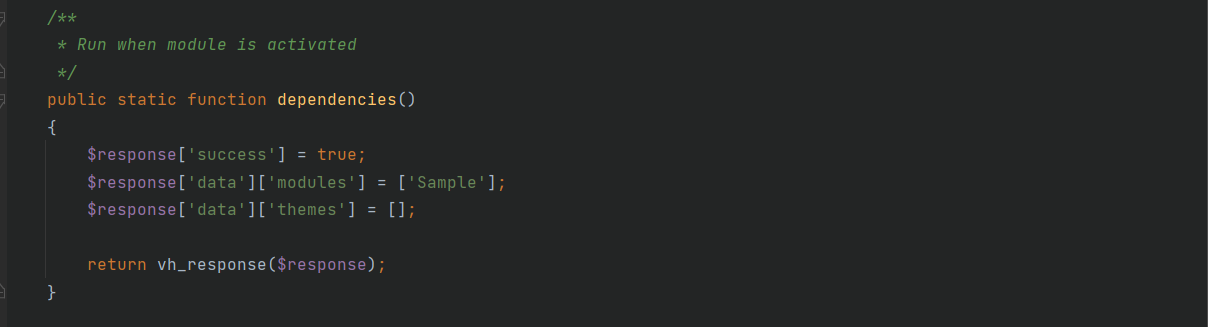 /**
 * Run when module is activated
 */
public static function dependencies()
{
    $response['success'] = true;
    $response['data']['modules'] = ['Sample'];
    $response['data']['themes'] = [];

    return vh_response($response);
}